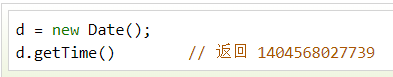 d = new Date();
d.getTime()        // 返回 1404568027739